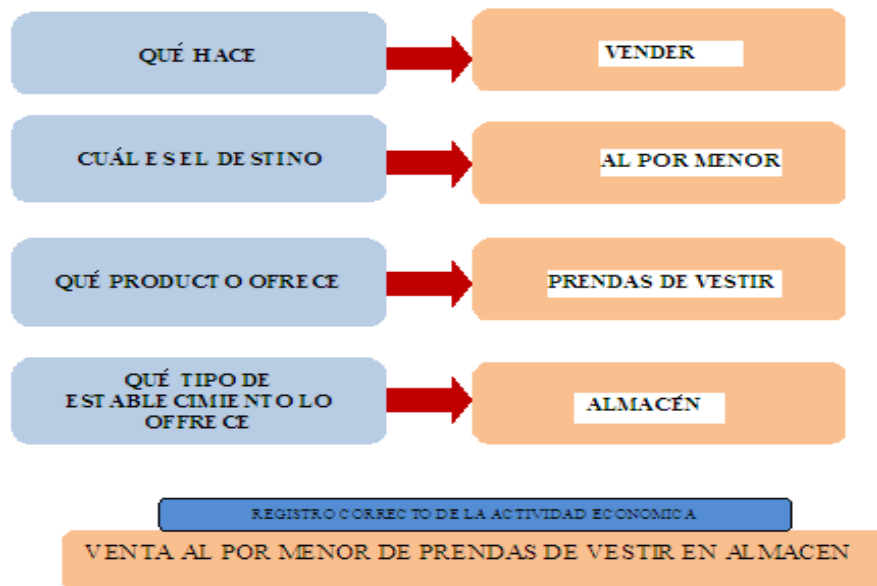 QUÉ HACE
VENDER
CUÁL ES EL DESTINO
AL POR MENOR
QUÉ PRODUCTO OFRECE
PRENDAS DE VESTIR
QUÉ TIPO DE
ESTABLECIMIENTO LO
OFFRECE
ALMACÉN
REGISTRO CORRECTO DE LA ACTIVIDAD ECONOMICA
VENTA AL POR MENOR DE PRENDAS DE VESTIR EN ALMACEN